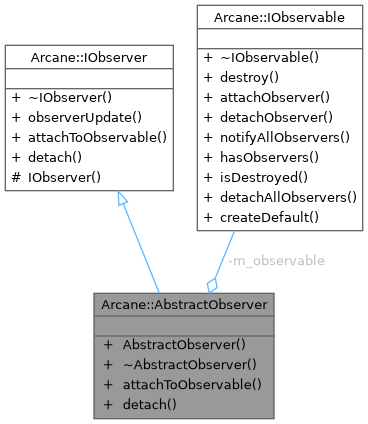 Arcane::IObserver
+ ~IObserver()
+ observerUpdate()
+ attachToObservable()
+ detach()
# IObserver()
Arcane::IObservable
+ ~IObservable()
+ destroy()
+ attachObserver()
+ detachObserver()
+ notifyAllObservers()
+ hasObservers()
+ isDestroyed()
+ detachAllObservers()
+ createDefault()
-m_observable
Arcane::AbstractObserver
+ AbstractObserver()
+ ~AbstractObserver()
+ attachToObservable()
+ detach()